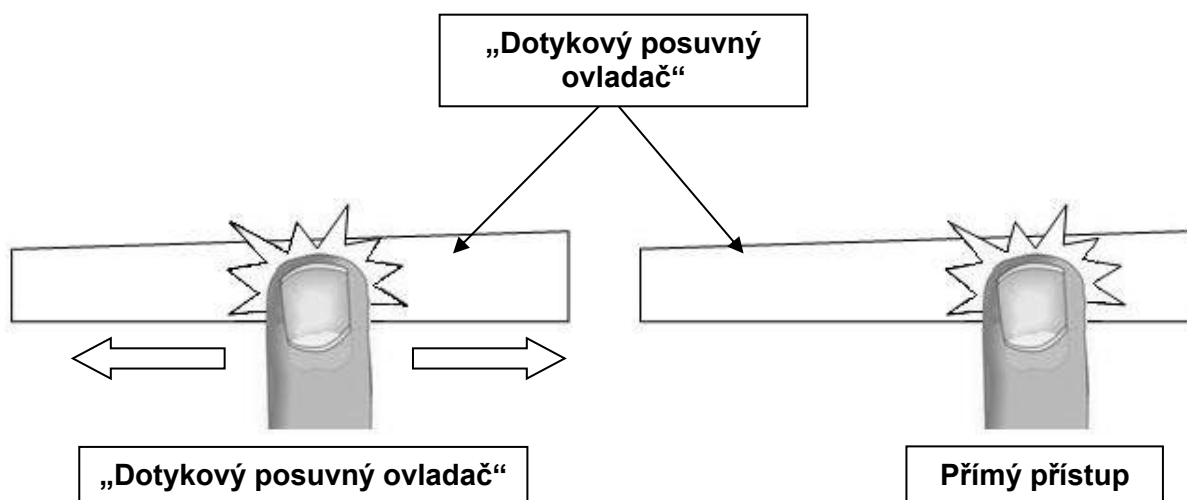 „Dotykový posuvný
ovladač“
„Dotykový posuvný ovladač“
Přímý přístup